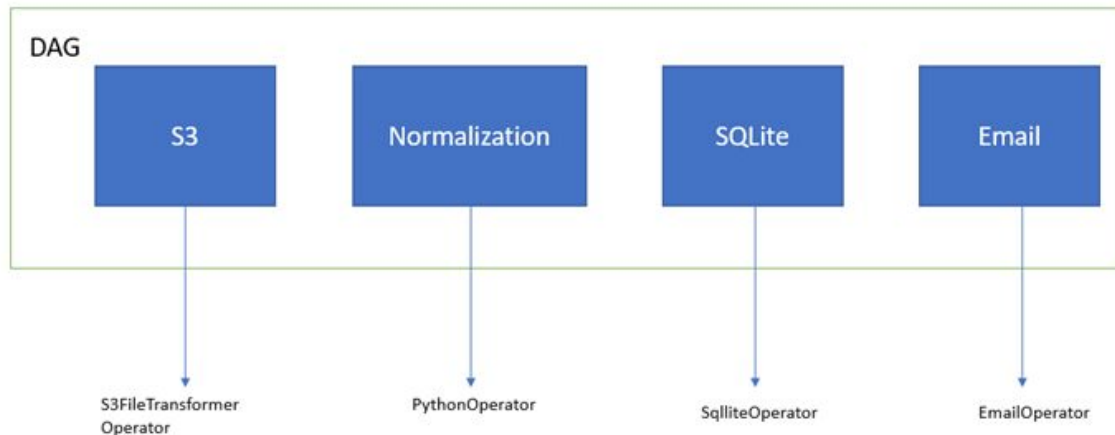 DAG
S3
Normalization
SQLite
Email
S3FileTransformer
Operator
PythonOperator
SqlliteOperator
EmailOperator